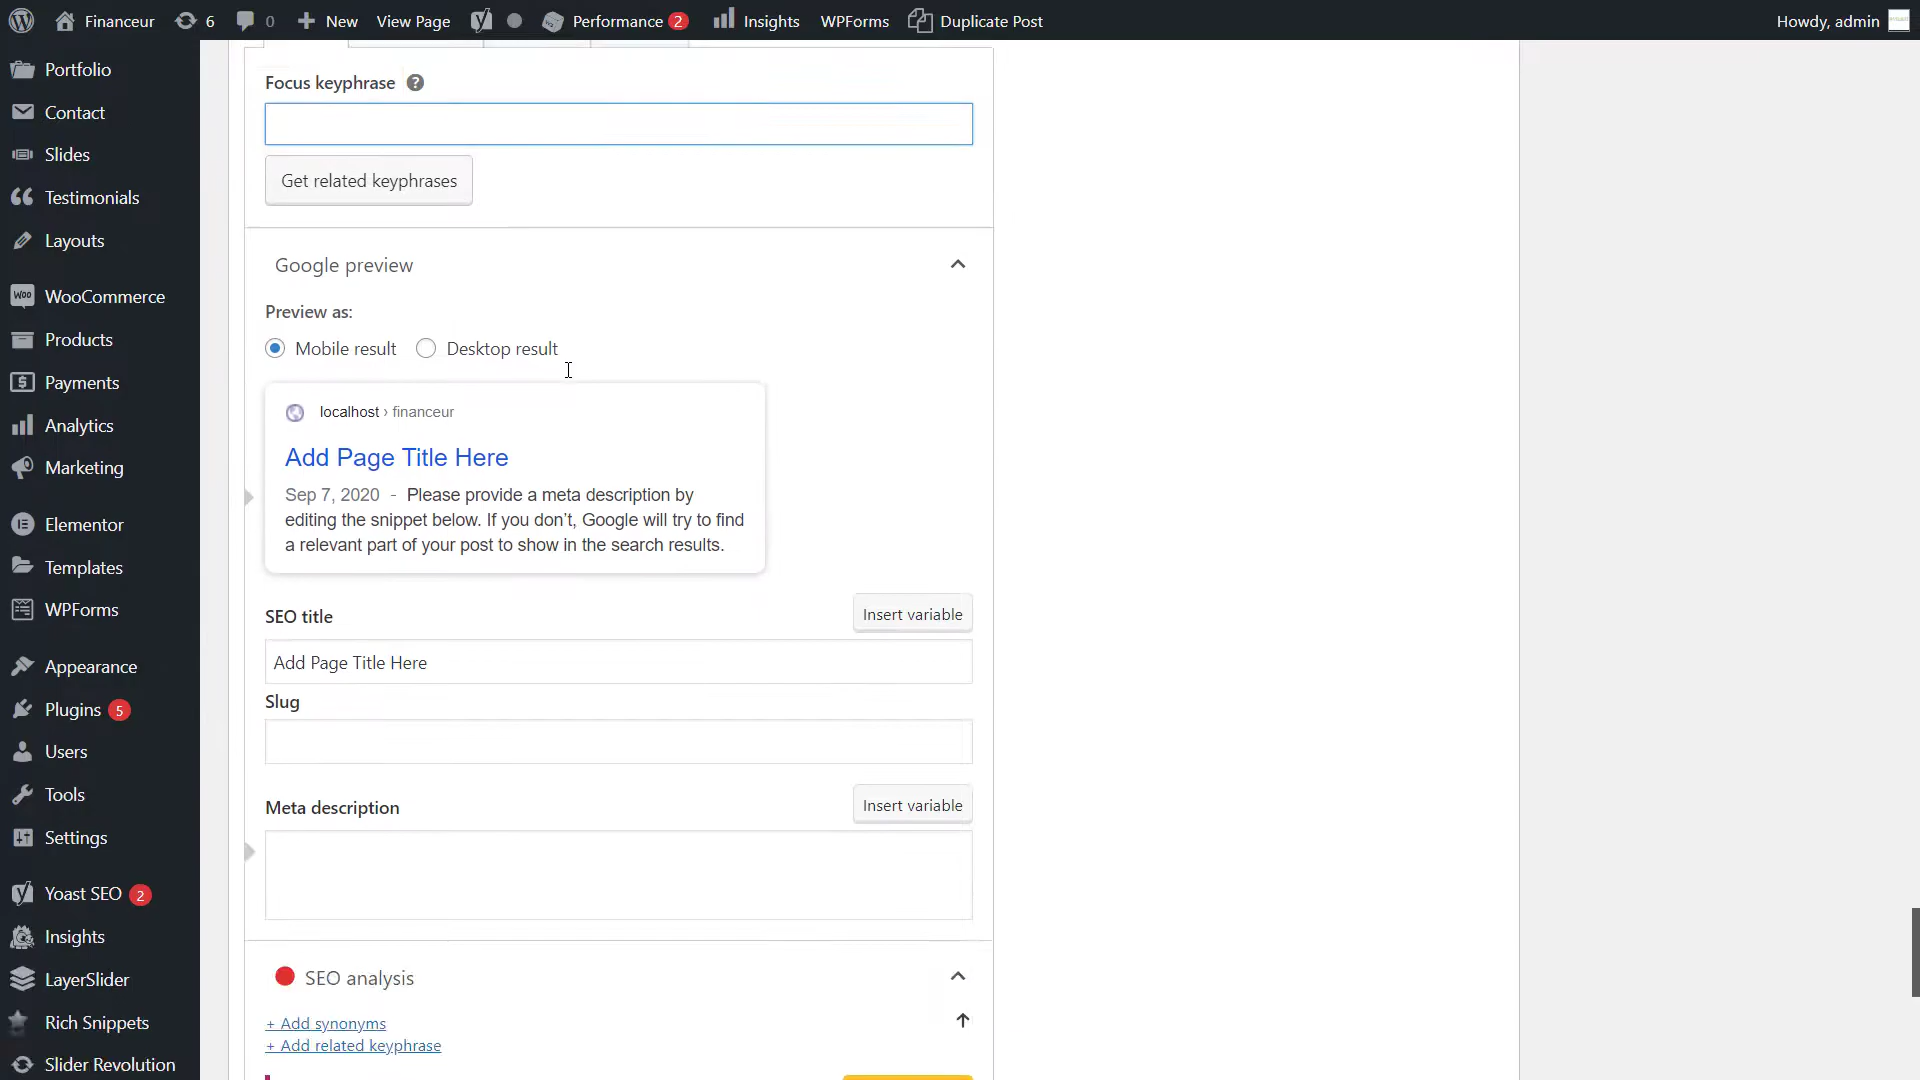 Financeur
6
0
New
View Page
Performance 2
Insights
WPForms
Duplicate Post
Howdy, admin
Portfolio
Contact
Slides
Testimonials
Layouts
WooCommerce
Products
Payments
Analytics
Marketing
Elementor
Templates
WPForms
Appearance
Plugins 5
Users
Tools
Settings
Yoast SEO 2
Insights
LayerSlider
Rich Snippets
Slider Revolution
Focus keyphrase ?
Get related keyphrases
Google preview
Preview as:
Mobile result
Desktop result
localhost › financeur
Add Page Title Here
Sep 7, 2020 - Please provide a meta description by
editing the snippet below. If you don’t, Google will try to find
a relevant part of your post to show in the search results.
SEO title
Insert variable
Add Page Title Here
Slug
Meta description
Insert variable
SEO analysis
+ Add synonyms
+ Add related keyphrase